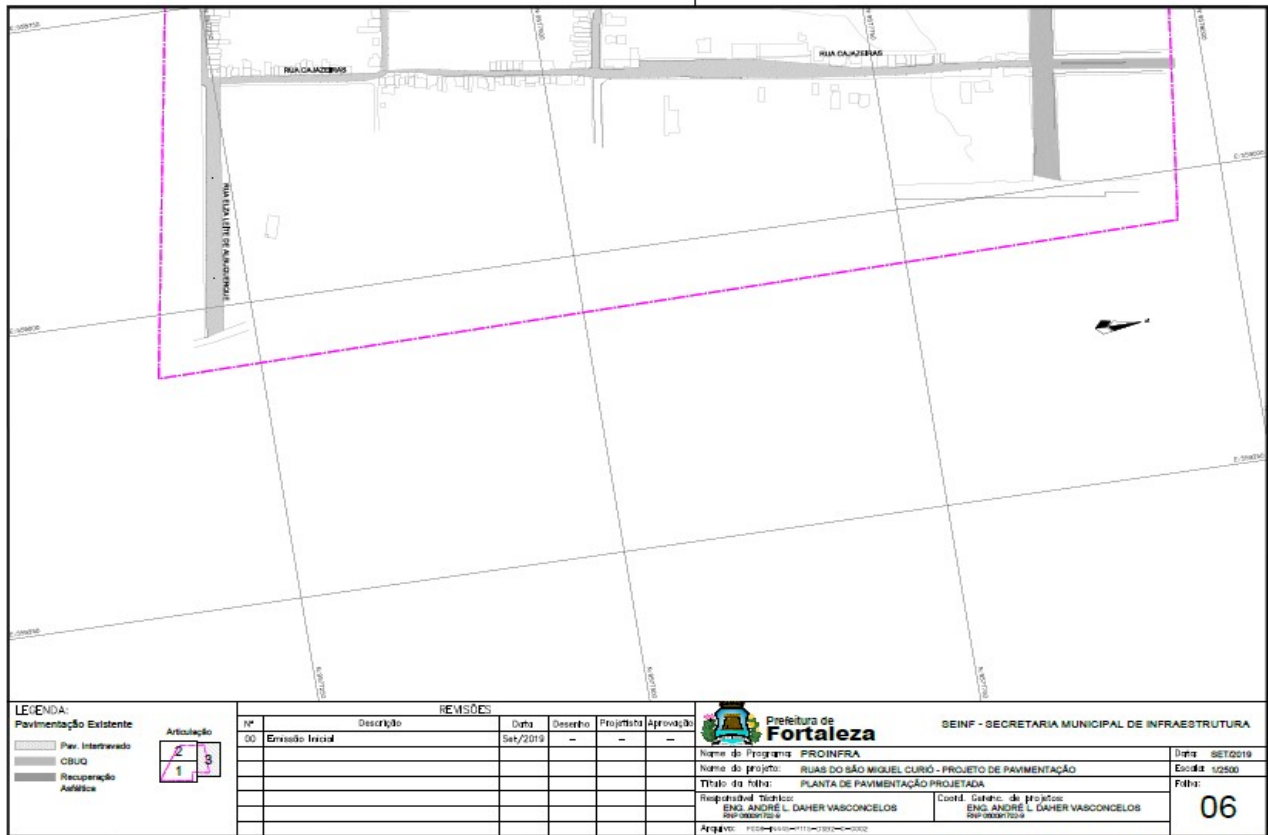 RUA CAJAZEIRAS
RUA CAJAZEIRAS
RUA ELZA LEITE DE ALBUQUERQUE
LEGENDA:
Pavimentação Existente
Pav. Intertravado
CBUQ
Recuperação
Asfáltica
Articulação
2
3
1
REVISÕES
Nº Descrição Data Desenho Projetista Aprovação
00 Emissão Inicial Set/2019 – – –
Prefeitura de
Fortaleza
SEINF - SECRETARIA MUNICIPAL DE INFRAESTRUTURA
Nome do Programa: PROINFRA
Data: SET/2019
Nome do projeto: RUAS DO SÃO MIGUEL CURIÓ - PROJETO DE PAVIMENTAÇÃO
Escala: 1/2500
Título da folha: PLANTA DE PAVIMENTAÇÃO PROJETADA
Folha:
06
Responsável Técnico:
ENG. ANDRÉ L. DAHER VASCONCELOS
Coord. Gerenc. de projetos:
ENG. ANDRÉ L. DAHER VASCONCELOS
Arquivo: